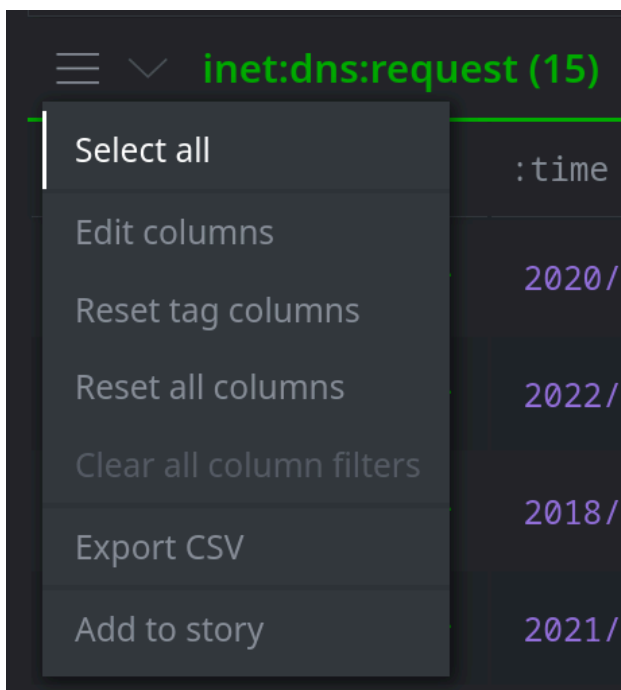 inet:dns:request (15)
Select all
:time
Edit columns
2020/
Reset tag columns
Reset all columns
2022/
Clear all column filters
2018/
Export CSV
Add to story
2021/